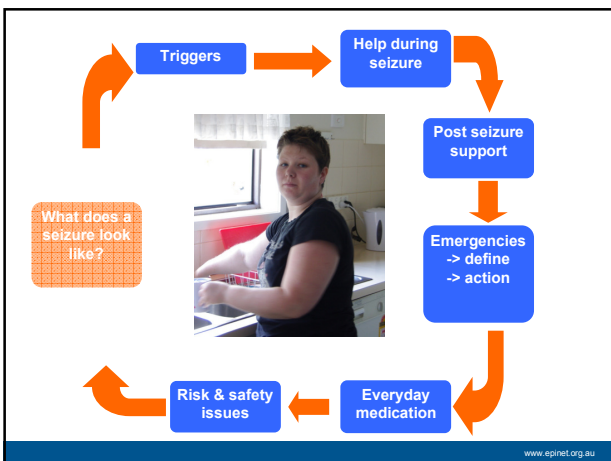 Triggers
Help during
seizure
Post seizure
support
Emergencies
-> define
-> action
Everyday
medication
Risk & safety
issues
What does a
seizure look
like?
www.epinet.org.au